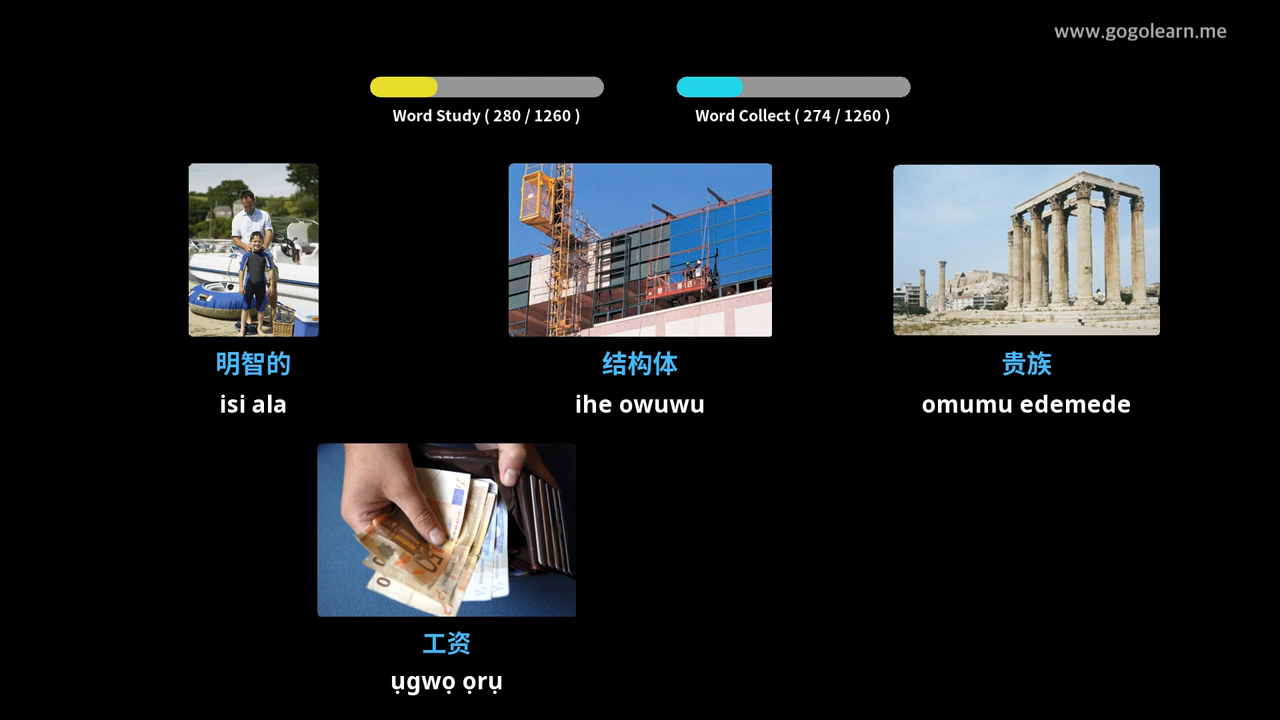 www.gogolearn.me
Word Study ( 280 / 1260 )
Word Collect ( 274 / 1260 )
明智的
isi ala
结构体
ihe owuwu
贵族
omumu edemede
50
工资
ụgwọ ọrụ